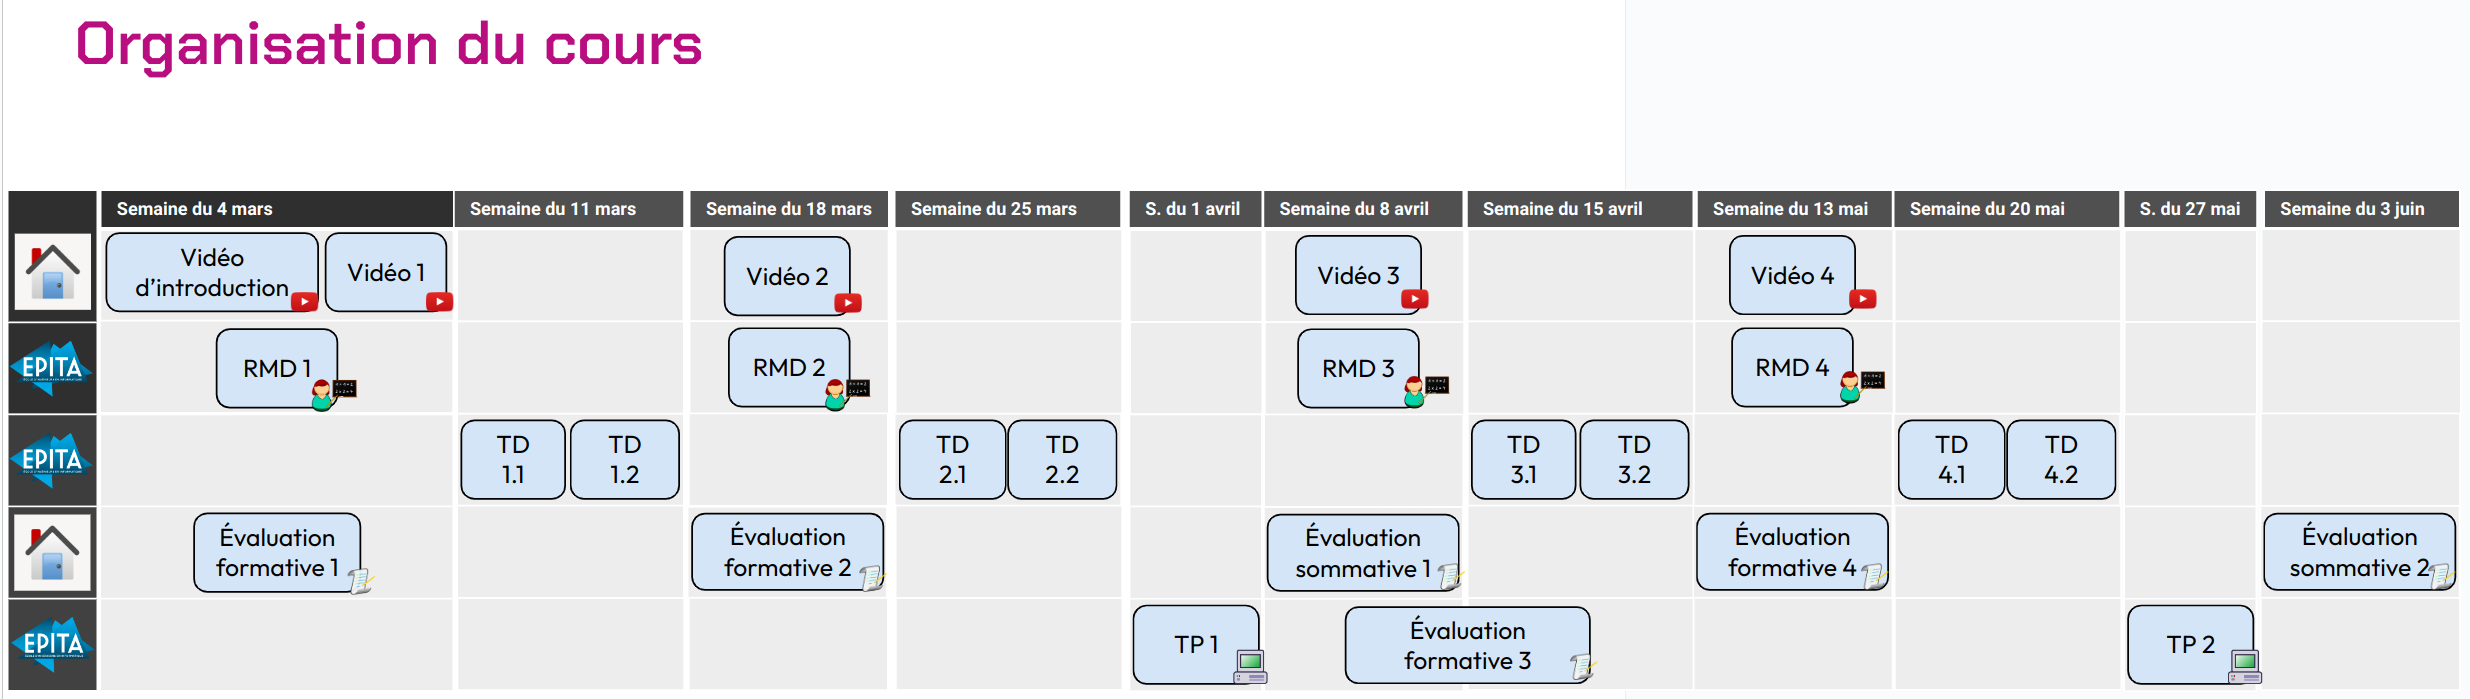 Organisation du cours
Semaine du 4 mars
Semaine du 11 mars
Semaine du 18 mars
Semaine du 25 mars
S. du 1 avril
Semaine du 8 avril
Semaine du 15 avril
Semaine du 13 mai
Semaine du 20 mai
S. du 27 mai
Semaine du 3 juin
Vidéo
d'introduction
Vidéo 1
Vidéo 2
Vidéo 3
Vidéo 4
EPITA
RMD 1
RMD 2
RMD 3
RMD 4
EPITA
TD
1.1
TD
1.2
TD
2.1
TD
2.2
TD
3.1
TD
3.2
TD
4.1
TD
4.2
Évaluation
formative 1
Évaluation
formative 2
Évaluation
sommative 1
Évaluation
formative 4
Évaluation
sommative 2
EPITA
TP 1
Évaluation
formative 3
TP 2